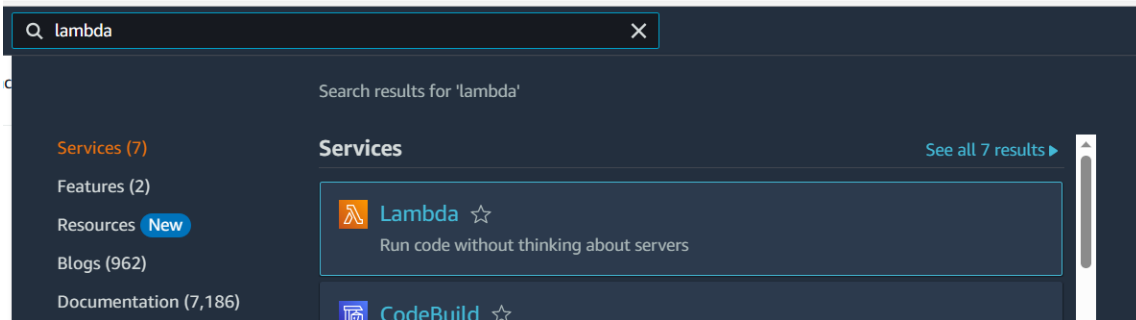 lambda
Search results for 'lambda'
Services (7)
Features (2)
Resources New
Blogs (962)
Documentation (7,186)
Services
See all 7 results
Lambda
Run code without thinking about servers
CodeBuild